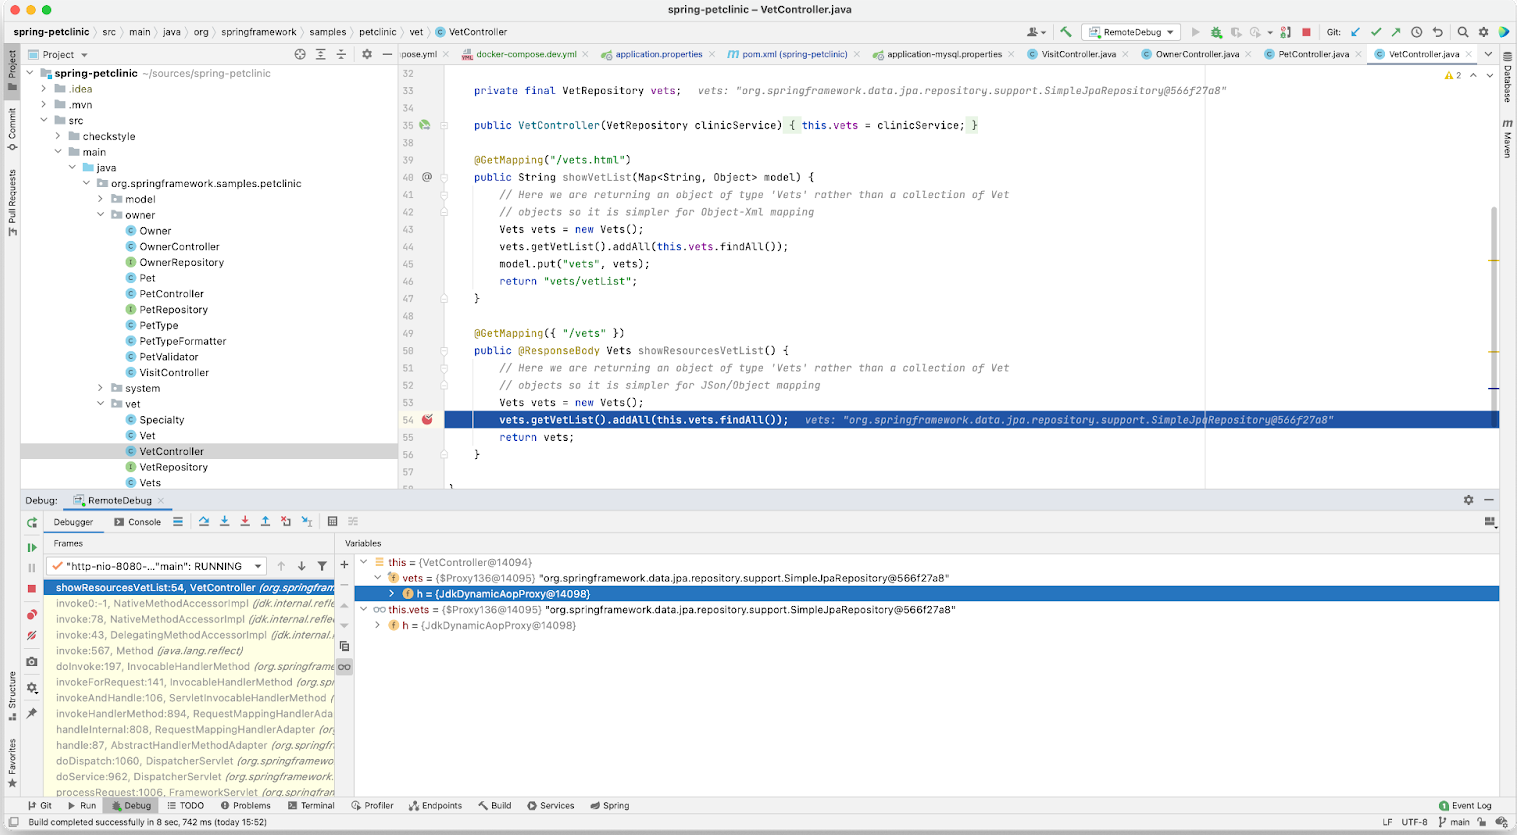 spring-petclinic – VetController.java
spring-petclinic src main java org springframework samples petclinic vet VetController
RemoteDebug
Git:
Project
pose.yml
docker-compose.dev.yml
application.properties
pom.xml (spring-petclinic)
application-mysql.properties
VisitController.java
OwnerController.java
PetController.java
VetController.java
Project
Commit
Pull Requests
Structure
Favorites
Database
Maven
2
spring-petclinic ~/sources/spring-petclinic
.idea
.mvn
src
checkstyle
main
java
org.springframework.samples.petclinic
model
owner
Owner
OwnerController
OwnerRepository
Pet
PetController
PetRepository
PetType
PetTypeFormatter
PetValidator
VisitController
system
vet
Specialty
Vet
VetController
VetRepository
Vets
32
33 private final VetRepository vets; vets: "org.springframework.data.jpa.repository.support.SimpleJpaRepository@566f27a8"
34
35 public VetController(VetRepository clinicService) { this.vets = clinicService; }
38
39 @GetMapping("/vets.html")
40 @ public String showVetList(Map<String, Object> model) {
41 // Here we are returning an object of type 'Vets' rather than a collection of Vet
42 // objects so it is simpler for Object-Xml mapping
43 Vets vets = new Vets();
44 vets.getVetList().addAll(this.vets.findAll());
45 model.put("vets", vets);
46 return "vets/vetList";
47 }
48
49 @GetMapping({ "/vets" })
50 public @ResponseBody Vets showResourcesVetList() {
51 // Here we are returning an object of type 'Vets' rather than a collection of Vet
52 // objects so it is simpler for JSon/Object mapping
53 Vets vets = new Vets();
54 vets.getVetList().addAll(this.vets.findAll()); vets: "org.springframework.data.jpa.repository.support.SimpleJpaRepository@566f27a8"
55 return vets;
56 }
57
58 }
Debug: RemoteDebug
Debugger Console
Frames
Variables
"http-nio-8080-..."main": RUNNING
showResourcesVetList:54, VetController (org.springfram
invoke0:-1, NativeMethodAccessorImpl (jdk.internal.refle
invoke:78, NativeMethodAccessorImpl (jdk.internal.refle
invoke:43, DelegatingMethodAccessorImpl (jdk.internal.
invoke:567, Method (java.lang.reflect)
doInvoke:197, InvocableHandlerMethod (org.springframe
invokeForRequest:141, InvocableHandlerMethod (org.spr
invokeAndHandle:106, ServletInvocableHandlerMethod (
invokeHandlerMethod:894, RequestMappingHandlerAda
handleInternal:808, RequestMappingHandlerAdapter (or
handle:87, AbstractHandlerMethodAdapter (org.springfr
doDispatch:1060, DispatcherServlet (org.springframewo
doService:962, DispatcherServlet (org.springframework.
processRequest:1006, FrameworkServlet (org.springfram
this = {VetController@14094}
vets = {$Proxy136@14095} "org.springframework.data.jpa.repository.support.SimpleJpaRepository@566f27a8"
h = {JdkDynamicAopProxy@14098}
this.vets = {$Proxy136@14095} "org.springframework.data.jpa.repository.support.SimpleJpaRepository@566f27a8"
h = {JdkDynamicAopProxy@14098}
Git Run Debug TODO Problems Terminal Profiler Endpoints Build Services Spring
1 Event Log
Build completed successfully in 8 sec, 742 ms (today 15:52)
LF UTF-8 main